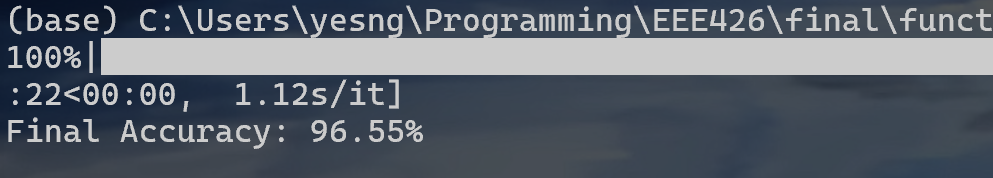 (base) C:\Users\yesng\Programming\EEE426\final\funct
100%|
:22<00:00,  1.12s/it]
Final Accuracy: 96.55%